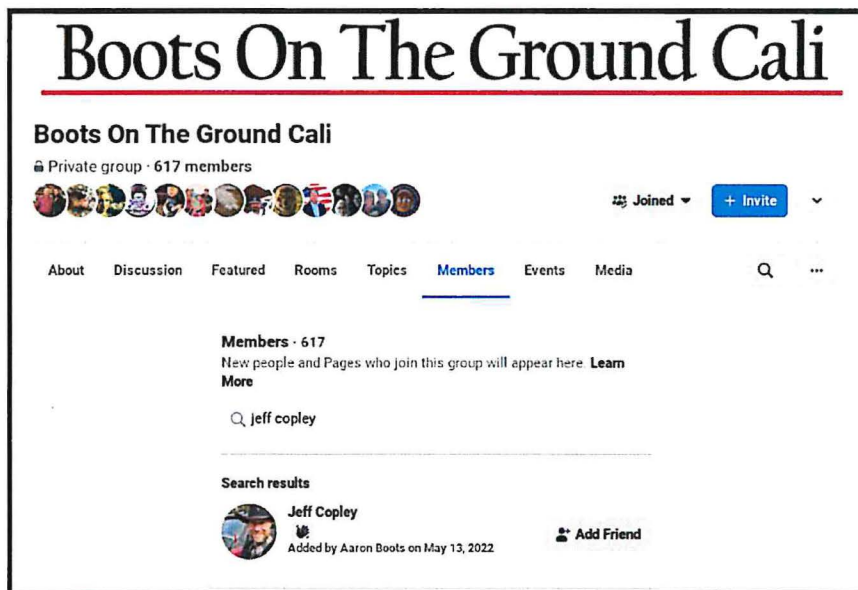 Boots On The Ground Cali
Boots On The Ground Cali
Private group · 617 members
Joined
+ Invite
About Discussion Featured Rooms Topics Members Events Media
Members · 617
New people and Pages who join this group will appear here. Learn
More
jeff copley
Search results
Jeff Copley
Added by Aaron Boots on May 13, 2022
Add Friend